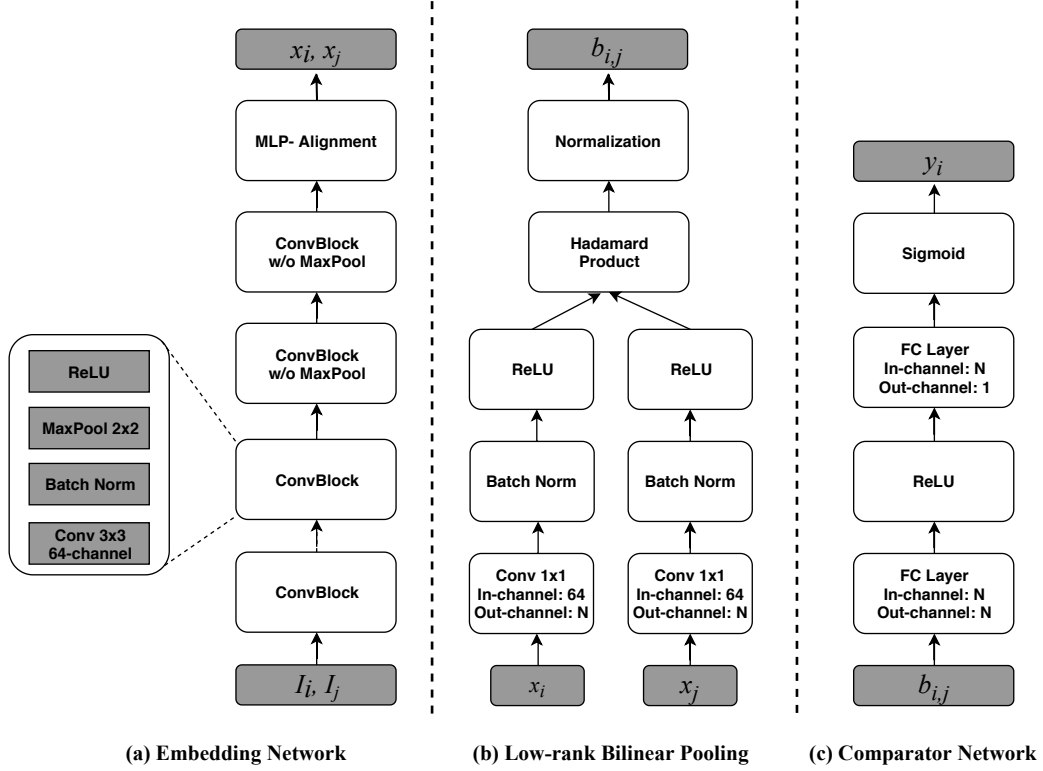 x_i, x_j
MLP- Alignment
ConvBlock
w/o MaxPool
ConvBlock
w/o MaxPool
ConvBlock
ConvBlock
I_i, I_j
ReLU
MaxPool 2x2
Batch Norm
Conv 3x3
64-channel
(a) Embedding Network
b_{i,j}
Normalization
Hadamard
Product
ReLU
ReLU
Batch Norm
Batch Norm
Conv 1x1
In-channel: 64
Out-channel: N
Conv 1x1
In-channel: 64
Out-channel: N
x_i
x_j
(b) Low-rank Bilinear Pooling
y_i
Sigmoid
FC Layer
In-channel: N
Out-channel: 1
ReLU
FC Layer
In-channel: N
Out-channel: N
b_{i,j}
(c) Comparator Network